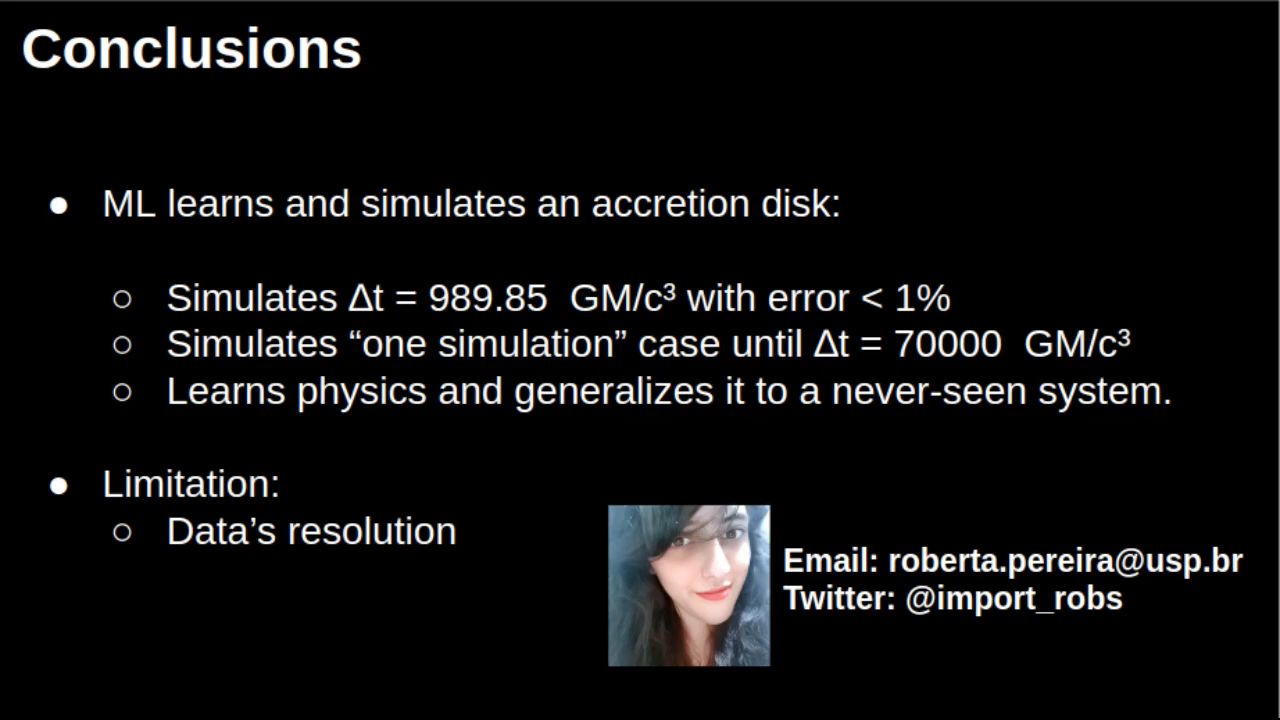 Conclusions
● ML learns and simulates an accretion disk:
○ Simulates Δt = 989.85  GM/c³ with error < 1%
○ Simulates “one simulation” case until Δt = 70000  GM/c³
○ Learns physics and generalizes it to a never-seen system.
● Limitation:
○ Data’s resolution
Email: roberta.pereira@usp.br
Twitter: @import_robs